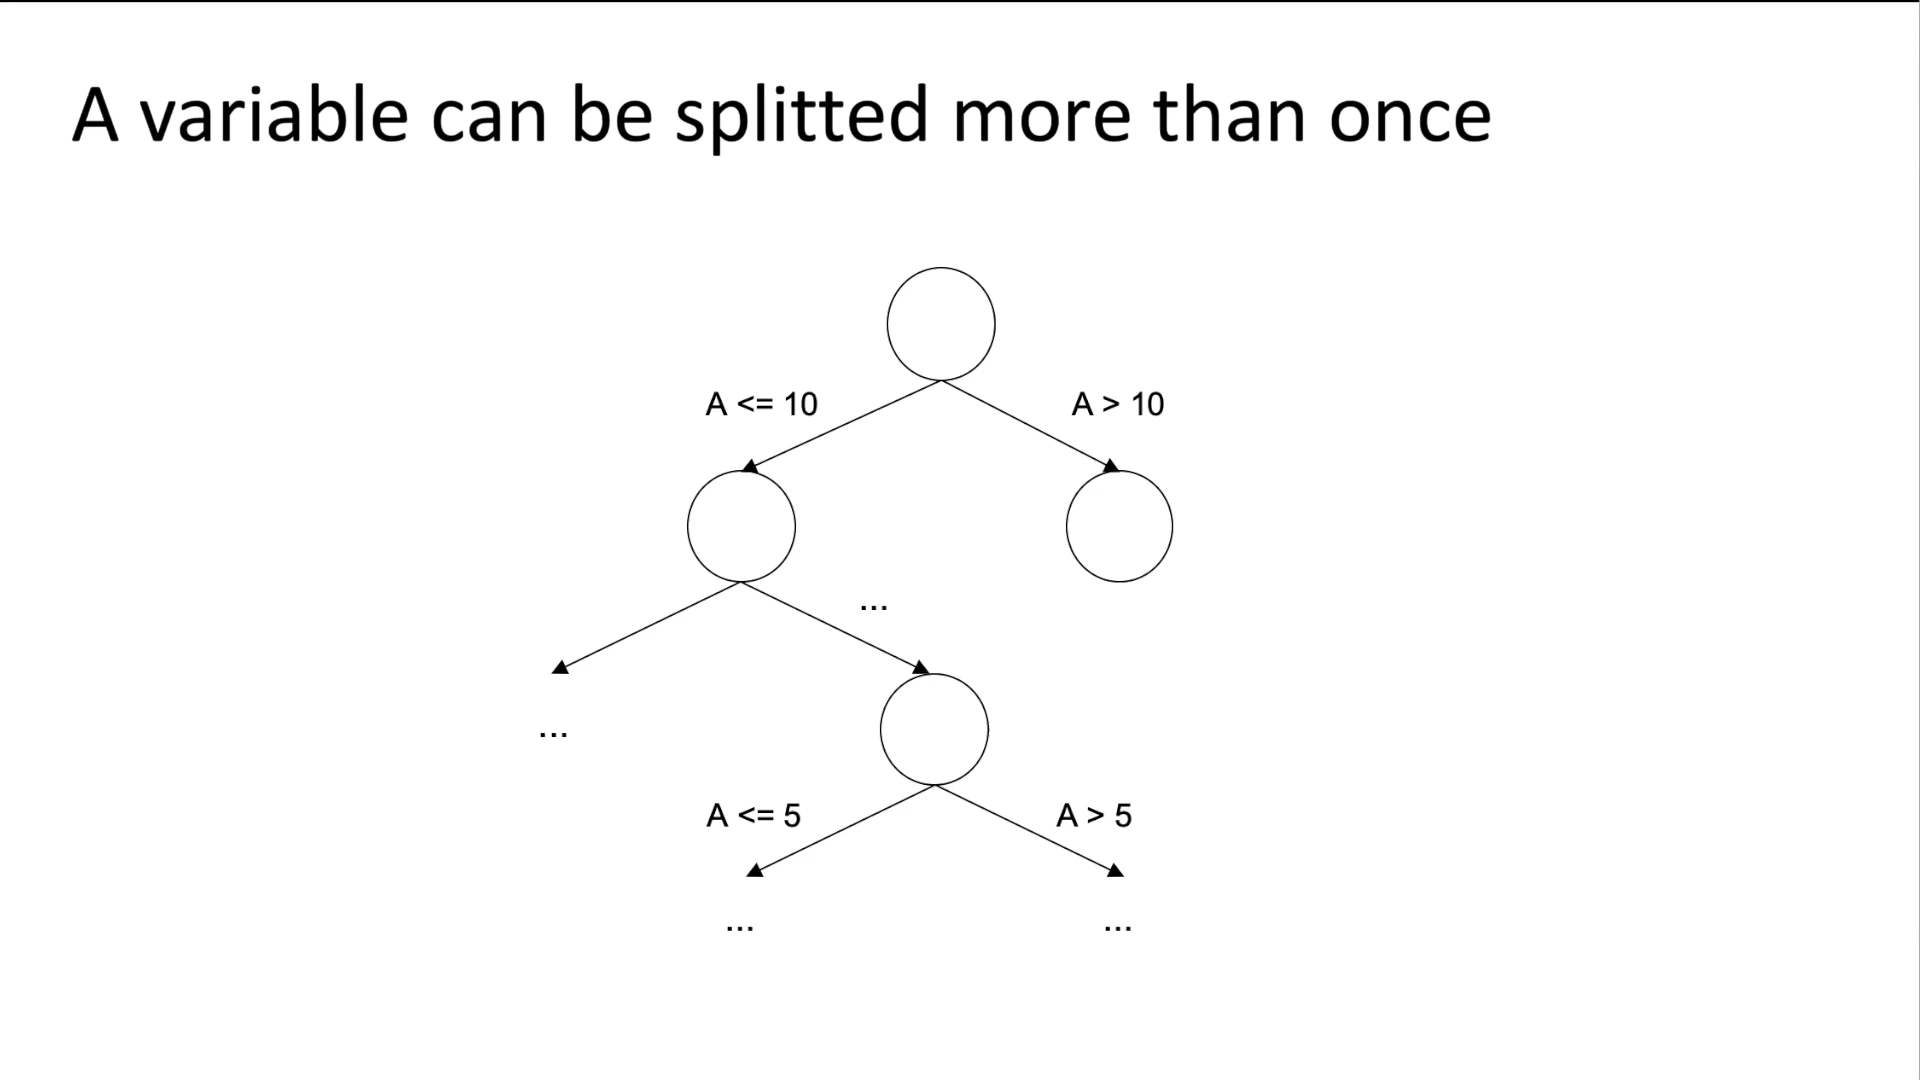 A variable can be splitted more than once
A <= 10
A > 10
...
...
A <= 5
A > 5
...
...